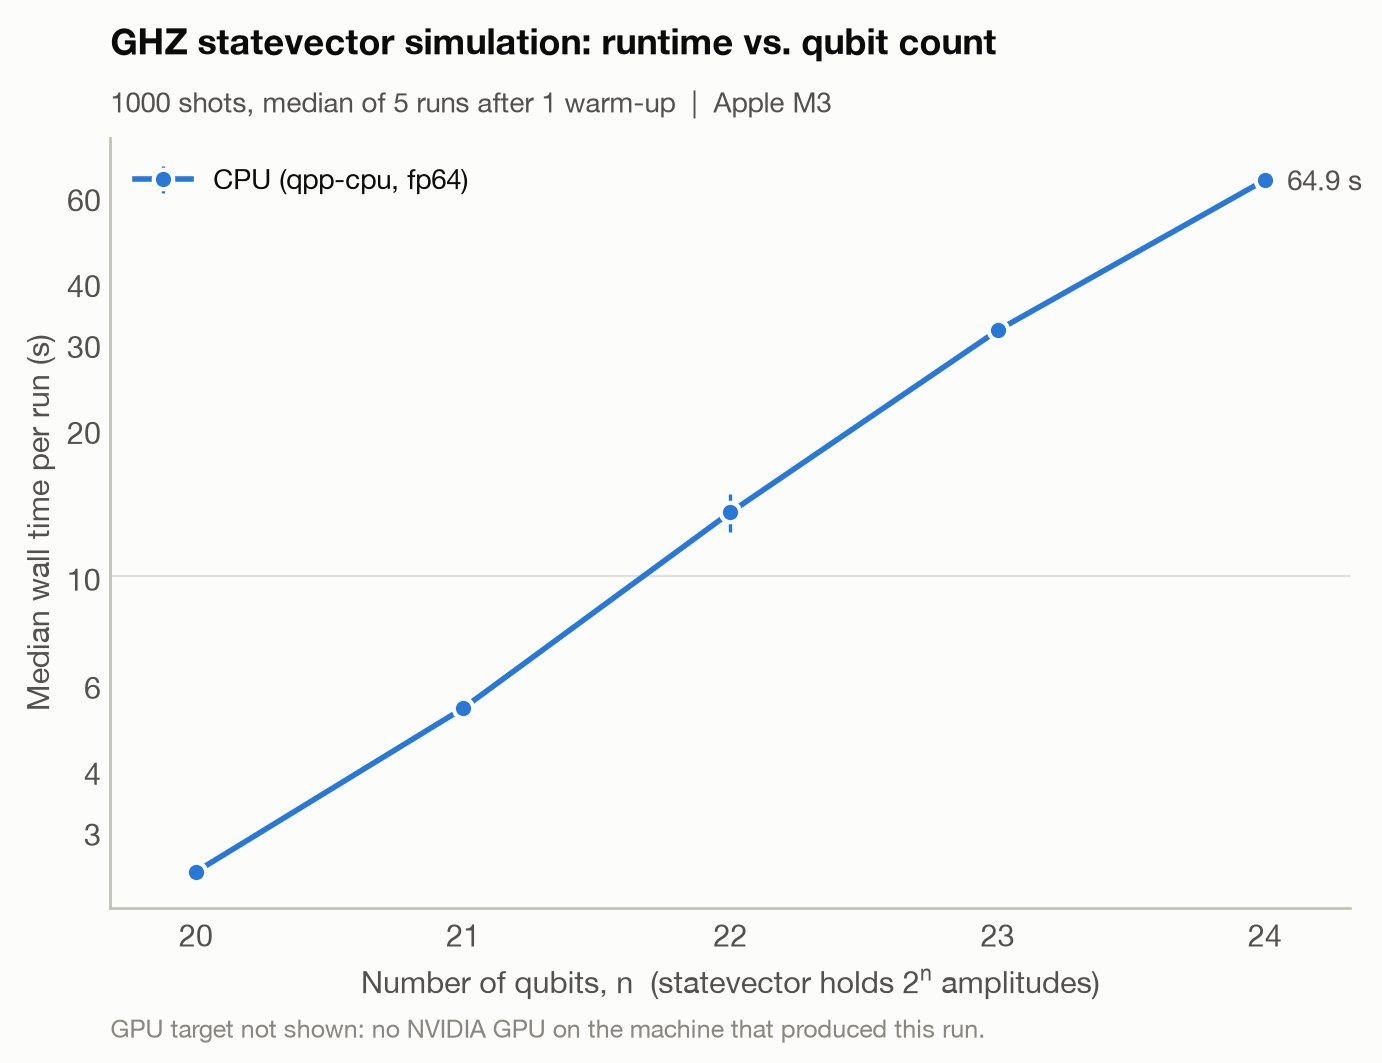 GHZ statevector simulation: runtime vs. qubit count
1000 shots, median of 5 runs after 1 warm-up | Apple M3
CPU (qpp-cpu, fp64)
64.9 s
Median wall time per run (s)
60
40
30
20
10
6
4
3
20 21 22 23 24
Number of qubits, n (statevector holds 2ⁿ amplitudes)
GPU target not shown: no NVIDIA GPU on the machine that produced this run.